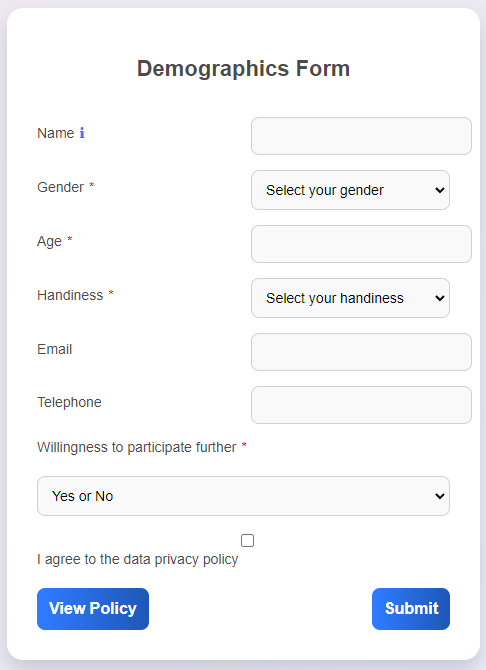 Demographics Form
Name ℹ
Gender *
Select your gender
Age *
Handiness *
Select your handiness
Email
Telephone
Willingness to participate further *
Yes or No
I agree to the data privacy policy
View Policy
Submit